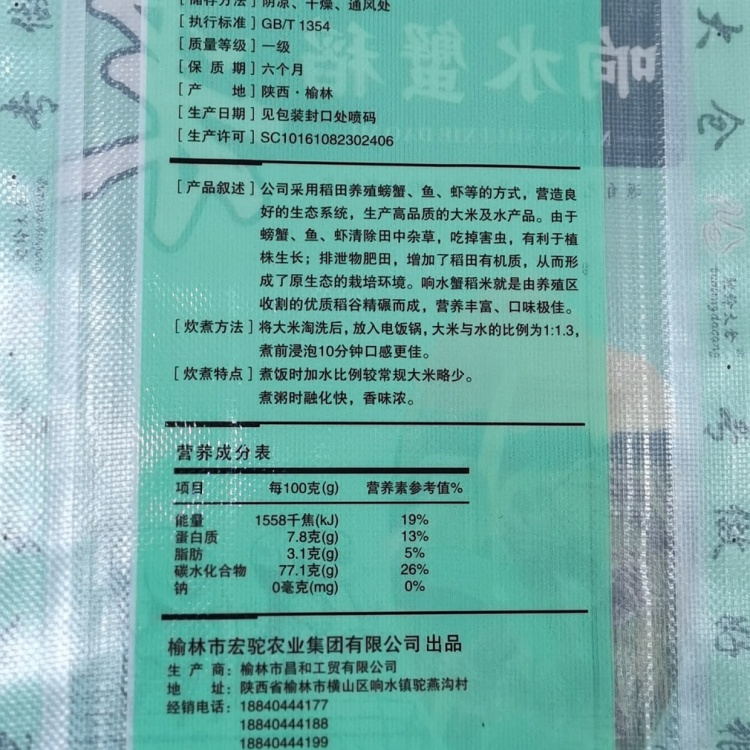 [储存方法]阴凉、干燥、通风处
[执行标准]GB/T 1354
[质量等级]一级
[保 质 期]六个月
[产 地]陕西·榆林
[生产日期]见包装封口处喷码
[生产许可]SC10161082302406
响水蟹稻
[产品叙述]公司采用稻田养殖螃蟹、鱼、虾等的方式,营造良
好的生态系统,生产高品质的大米及水产品。由于
螃蟹、鱼、虾清除田中杂草,吃掉害虫,有利于植
株生长;排泄物肥田,增加了稻田有机质,从而形
成了原生态的栽培环境。响水蟹稻米就是由养殖区
收割的优质稻谷精碾而成,营养丰富、口味极佳。
[炊煮方法]将大米淘洗后,放入电饭锅,大米与水的比例为1:1.3,
煮前浸泡10分钟口感更佳。
[炊煮特点]煮饭时加水比例较常规大米略少。
煮粥时融化快,香味浓。
营养成分表
项目 每100克(g) 营养素参考值%
能量 1558千焦(kJ) 19%
蛋白质 7.8克(g) 13%
脂肪 3.1克(g) 5%
碳水化合物 77.1克(g) 26%
钠 0毫克(mg) 0%
榆林市宏驼农业集团有限公司 出品
生 产 商:榆林市昌和工贸有限公司
地 址:陕西省榆林市横山区响水镇驼燕沟村
经销电话:18840444177
18840444188
18840444199
大仓